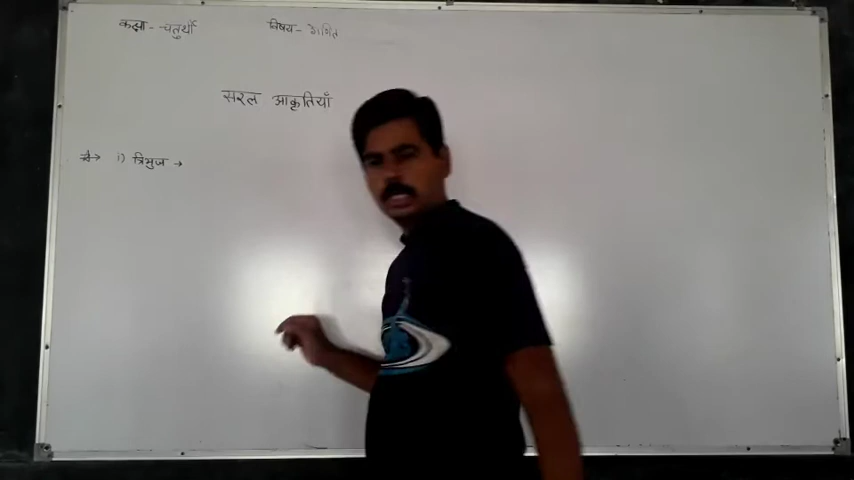 कक्षा - चतुर्थी विषय - गणित
सरल आकृतियाँ
1) त्रिभुज →